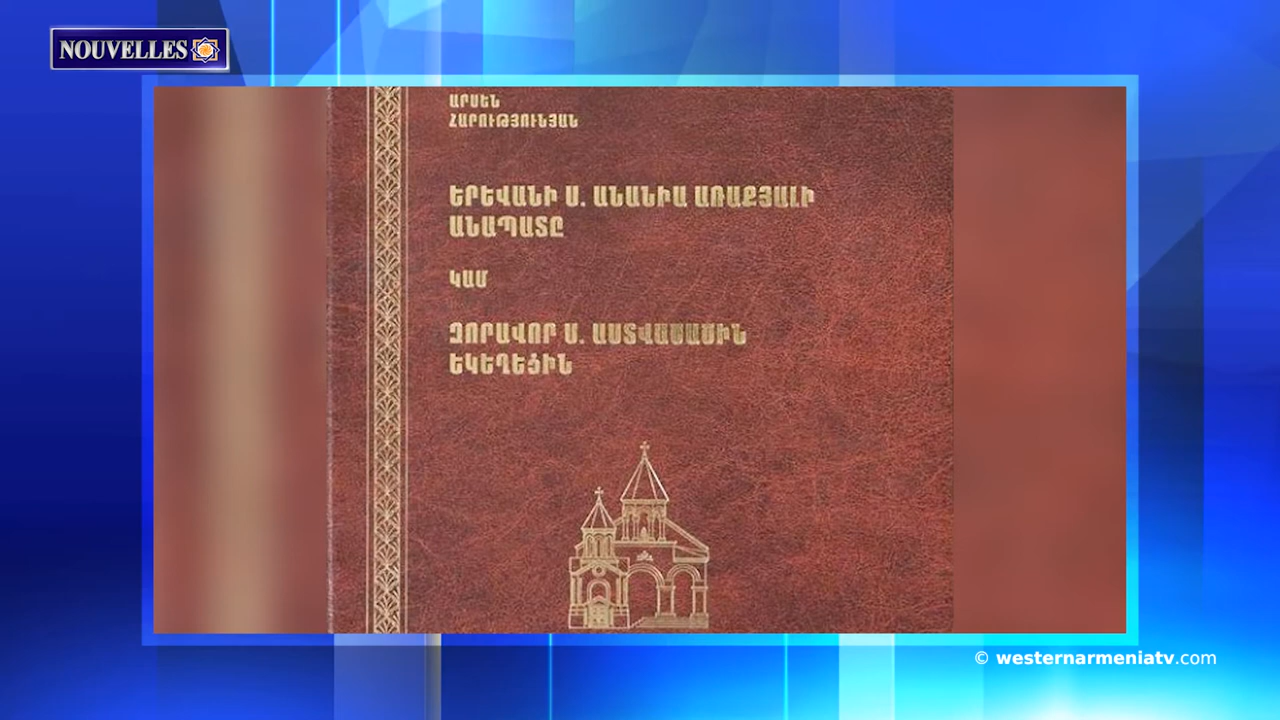 NOUVELLES
ԱՐՍԵՆ
ՀԱՐՈՒԹՅՈՒՆՅԱՆ
ԵՐԵՎԱՆԻ Ս. ԱՆԱՆԻԱ ԱՌԱՔՅԱԼԻ
ԱՆԱՊԱՏԸ
ԿԱՄ
ԶՈՐԱՎՈՐ Ս. ԱՍՏՎԱԾԱԾԻՆ
ԵԿԵՂԵՑԻՆ
© westernarmeniatv.com